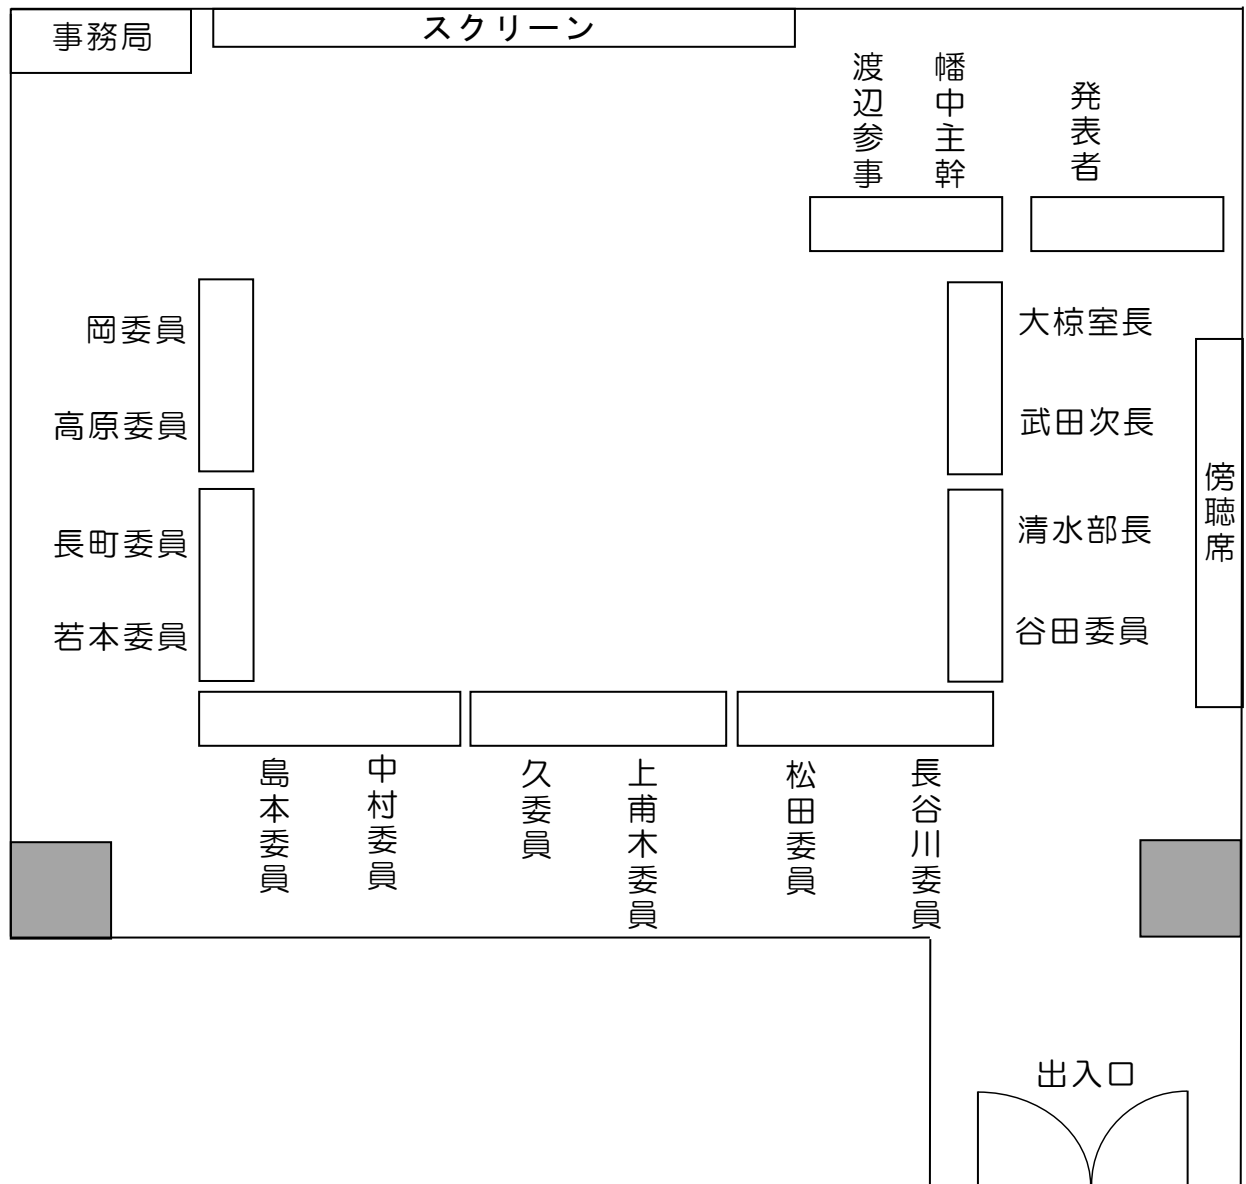 事務局
スクリーン
渡辺参事
幡中主幹
発表者
岡委員
高原委員
長町委員
若本委員
大椋室長
武田次長
清水部長
谷田委員
傍聴席
島本委員
中村委員
久委員
上甫木委員
松田委員
長谷川委員
出入口